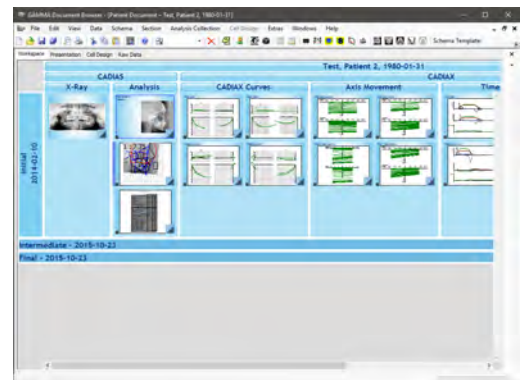 GAMMA Document Browser - [Patient Document - Test, Patient 2, 1980-01-31]
File Edit View Data Schema Section Analysis Collection Cell Design Extras Windows Help
Schema Template:
Workspace Presentation Cell Design Raw Data
Test, Patient 2, 1980-01-31
CADIAS CADIAX
X-Ray Analysis CADIAX Curves Axis Movement Time
Initial
2014-02-10
Intermediate - 2015-10-23
Final - 2015-10-23